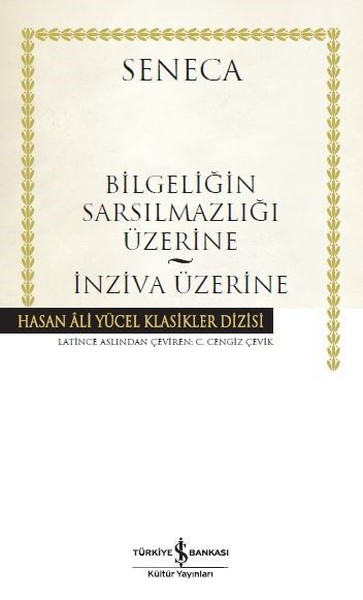 SENECA
BİLGELİĞİN
SARSILMAZLIĞI
ÜZERİNE
~
İNZİVA ÜZERİNE
HASAN ÂLİ YÜCEL KLASİKLER DİZİSİ
LATİNCE ASLINDAN ÇEVİREN: C. CENGİZ ÇEVİK
TÜRKİYE İŞ BANKASI
Kültür Yayınları